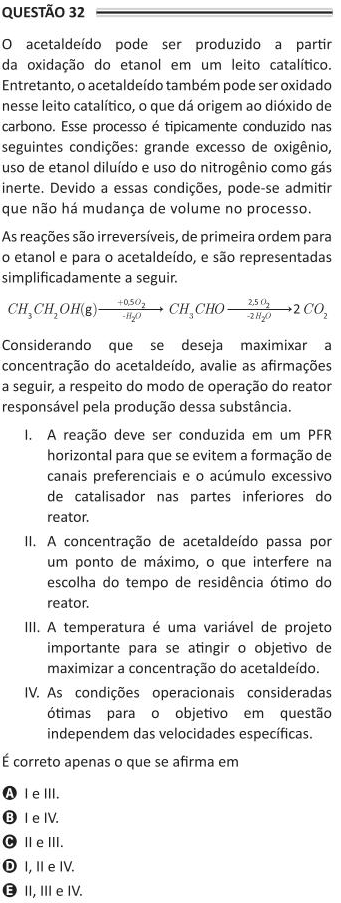 QUESTÃO 32
O acetaldeído pode ser produzido a partir
da oxidação do etanol em um leito catalítico.
Entretanto, o acetaldeído também pode ser oxidado
nesse leito catalítico, o que dá origem ao dióxido de
carbono. Esse processo é tipicamente conduzido nas
seguintes condições: grande excesso de oxigênio,
uso de etanol diluído e uso do nitrogênio como gás
inerte. Devido a essas condições, pode-se admitir
que não há mudança de volume no processo.
As reações são irreversíveis, de primeira ordem para
o etanol e para o acetaldeído, e são representadas
simplificadamente a seguir.
CH₃CH₂OH(g) —(+0,5O₂ / -H₂O)→ CH₃CHO —(2,5 O₂ / -2 H₂O)→ 2 CO₂
Considerando que se deseja maximixar a
concentração do acetaldeído, avalie as afirmações
a seguir, a respeito do modo de operação do reator
responsável pela produção dessa substância.
I. A reação deve ser conduzida em um PFR
horizontal para que se evitem a formação de
canais preferenciais e o acúmulo excessivo
de catalisador nas partes inferiores do
reator.
II. A concentração de acetaldeído passa por
um ponto de máximo, o que interfere na
escolha do tempo de residência ótimo do
reator.
III. A temperatura é uma variável de projeto
importante para se atingir o objetivo de
maximizar a concentração do acetaldeído.
IV. As condições operacionais consideradas
ótimas para o objetivo em questão
independem das velocidades específicas.
É correto apenas o que se afirma em
A I e III.
B I e IV.
C II e III.
D I, II e IV.
E II, III e IV.